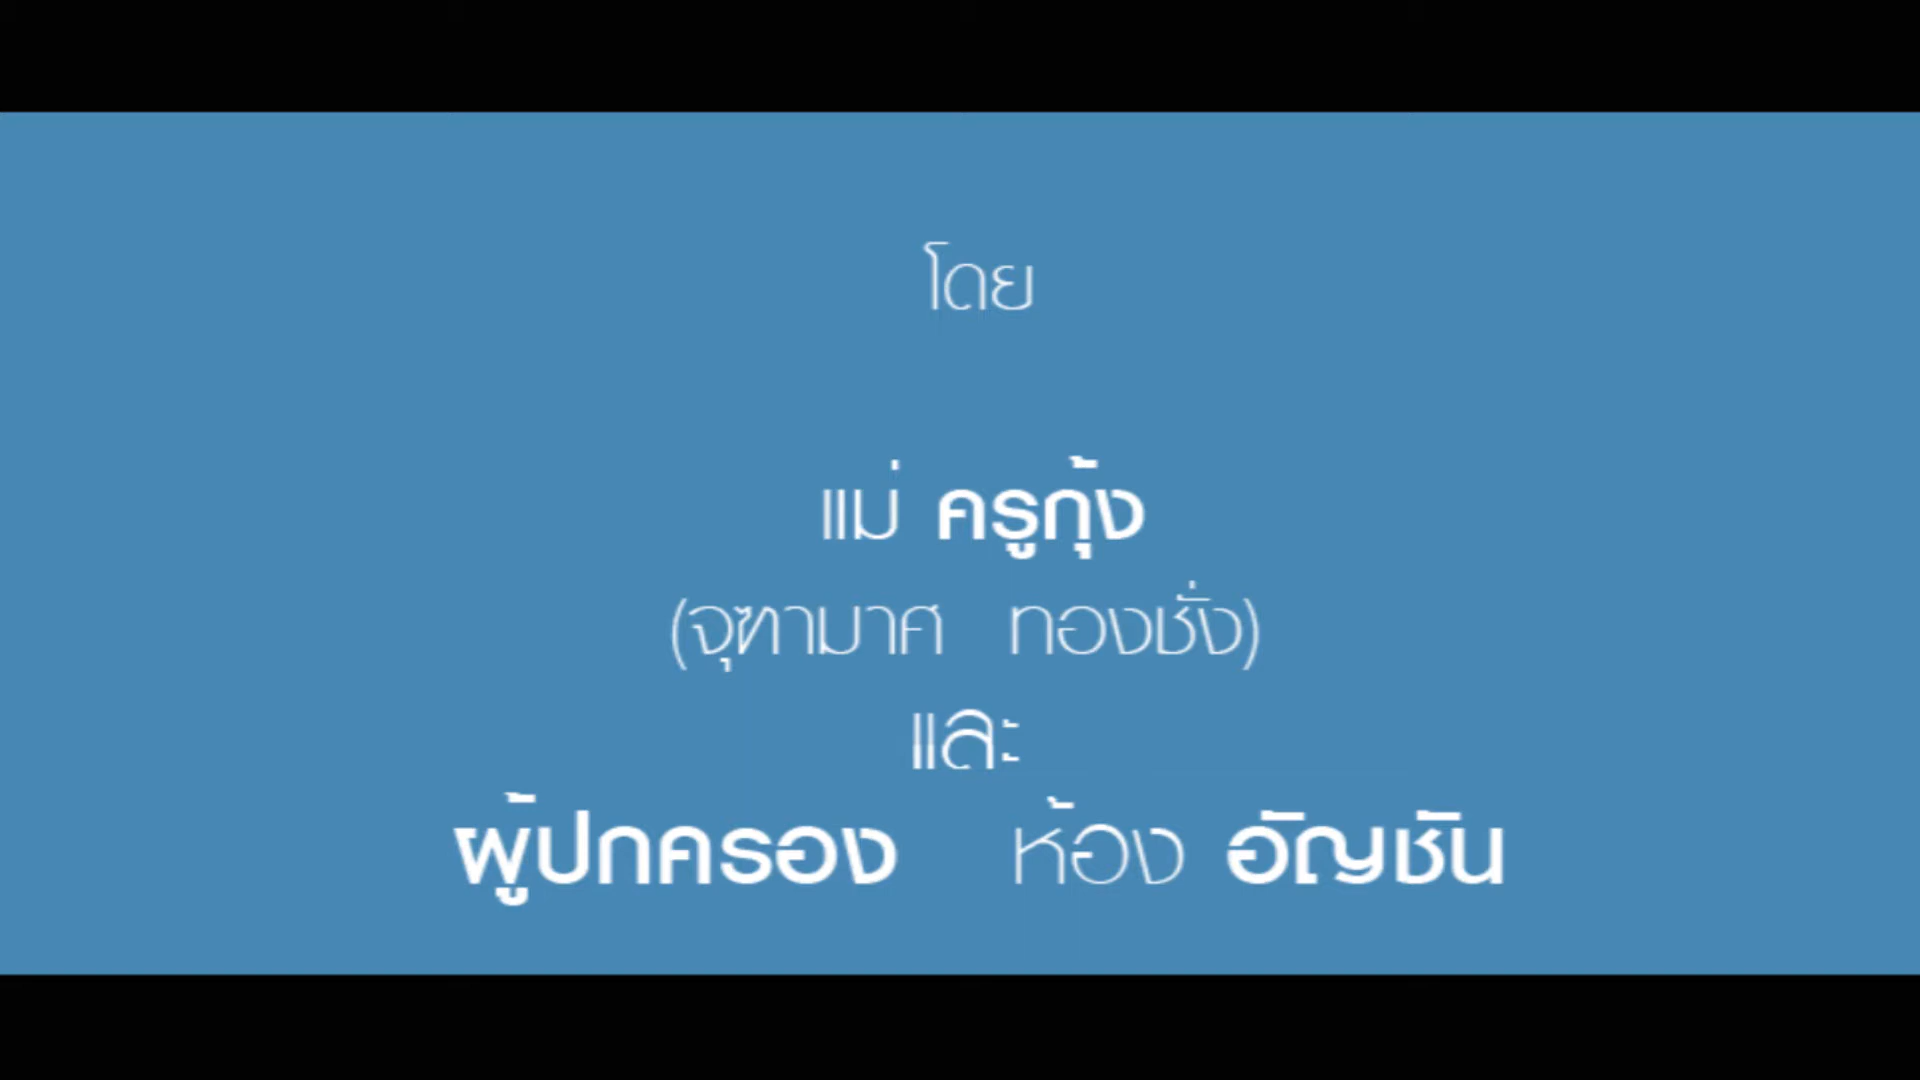 โดย
แม่ ครูกุ้ง
(จุฑามาศ ทองชั่ง)
และ
ผู้ปกครอง ห้อง อัญชัน